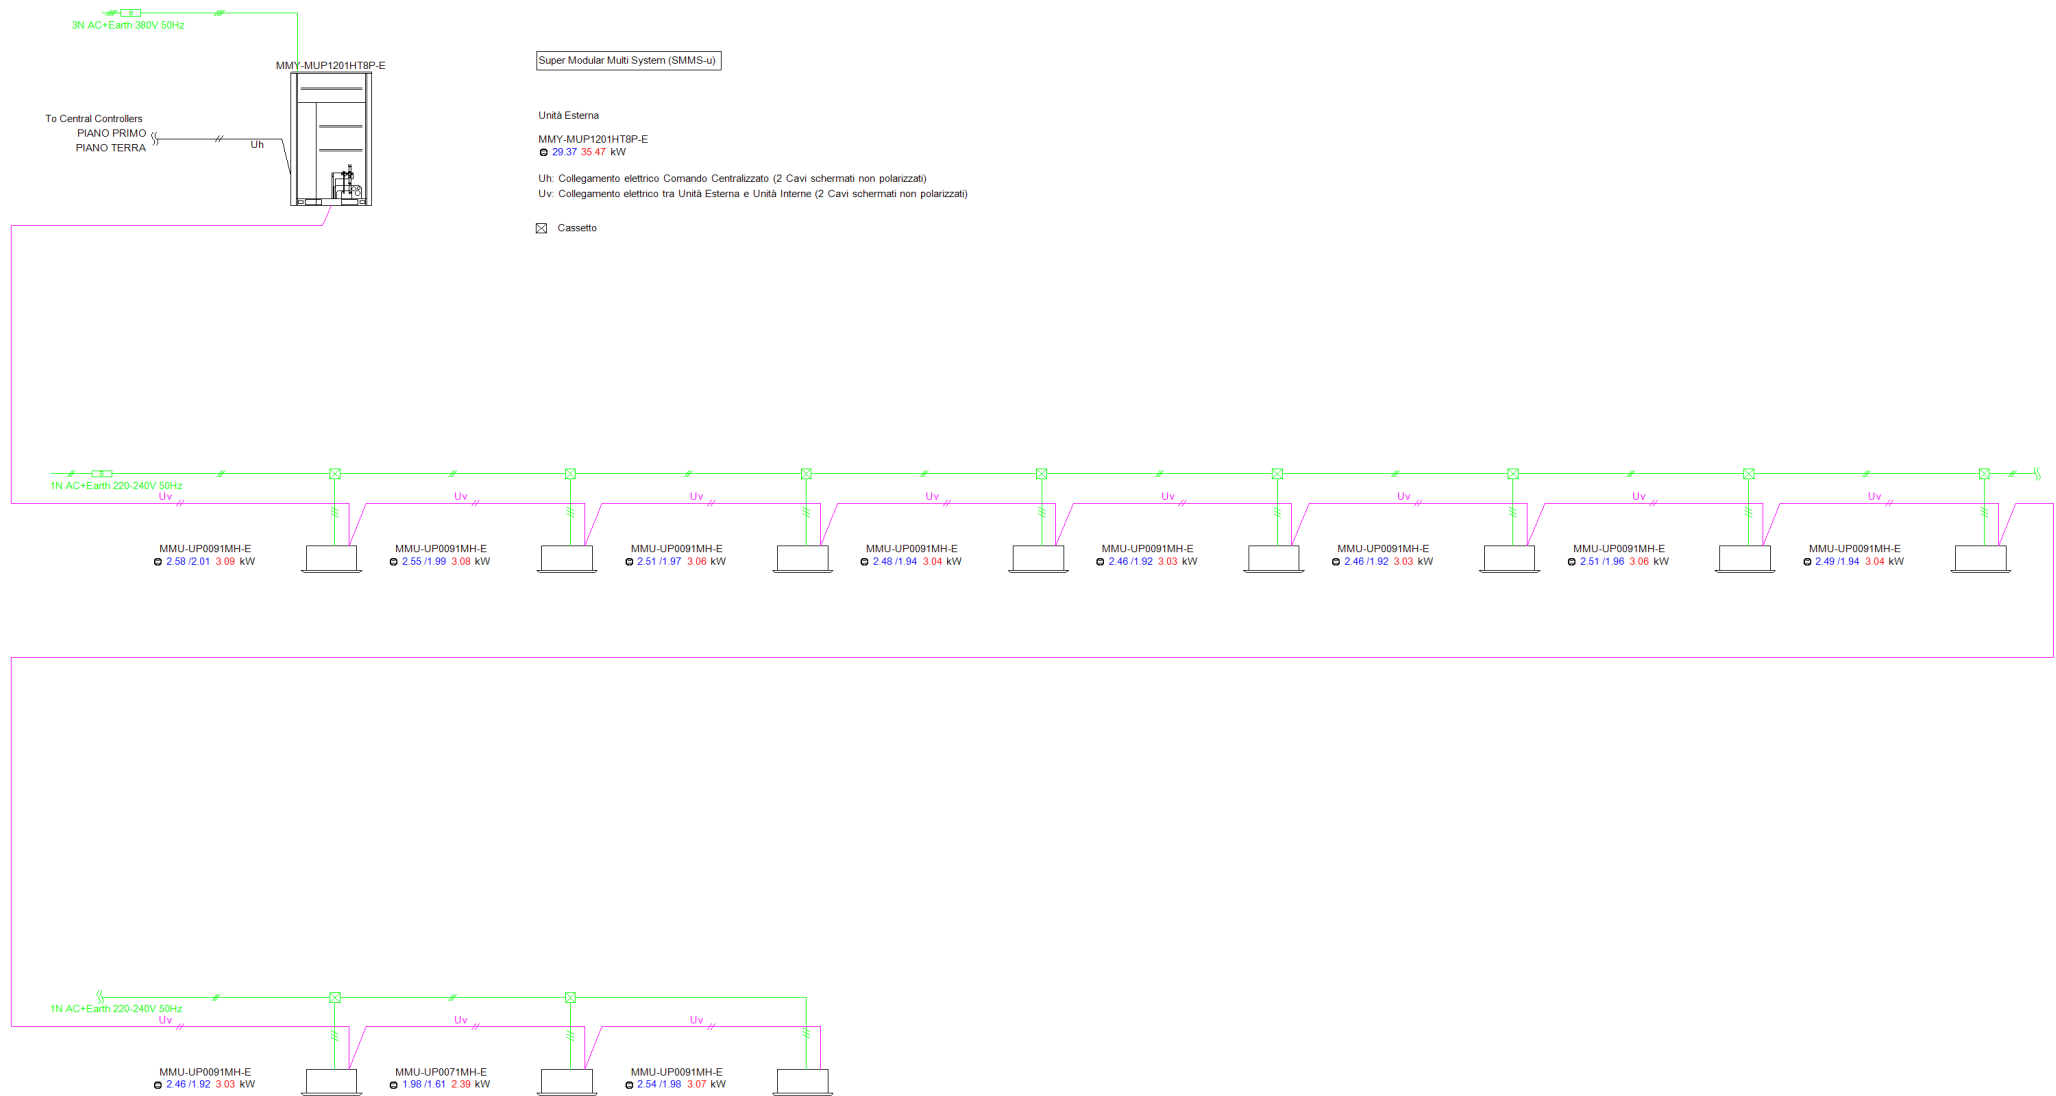 3N AC+Earth 380V 50Hz
MMY-MUP1201HT8P-E
To Central Controllers
PIANO PRIMO
PIANO TERRA
Uh
Super Modular Multi System (SMMS-u)
Unità Esterna
MMY-MUP1201HT8P-E
29.37 35.47 kW
Uh: Collegamento elettrico Comando Centralizzato (2 Cavi schermati non polarizzati)
Uv: Collegamento elettrico tra Unità Esterna e Unità Interne (2 Cavi schermati non polarizzati)
Cassetto
1N AC+Earth 220-240V 50Hz
Uv Uv Uv Uv Uv Uv Uv Uv
MMU-UP0091MH-E MMU-UP0091MH-E MMU-UP0091MH-E MMU-UP0091MH-E MMU-UP0091MH-E MMU-UP0091MH-E MMU-UP0091MH-E MMU-UP0091MH-E
2.58 /2.01 3.09 kW 2.55 /1.99 3.08 kW 2.51 /1.97 3.06 kW 2.48 /1.94 3.04 kW 2.46 /1.92 3.03 kW 2.46 /1.92 3.03 kW 2.51 /1.96 3.06 kW 2.49 /1.94 3.04 kW
1N AC+Earth 220-240V 50Hz
Uv Uv Uv
MMU-UP0091MH-E MMU-UP0071MH-E MMU-UP0091MH-E
2.46 /1.92 3.03 kW 1.98 /1.61 2.39 kW 2.54 /1.98 3.07 kW